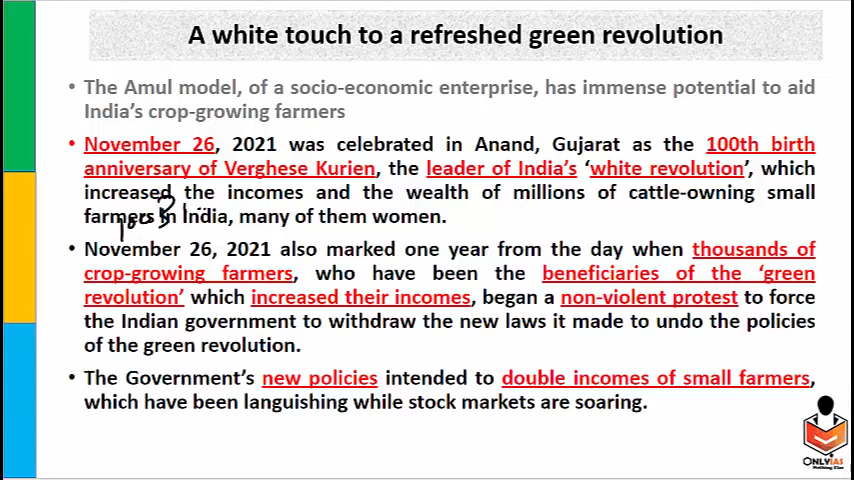 A white touch to a refreshed green revolution
• The Amul model, of a socio-economic enterprise, has immense potential to aid
India's crop-growing farmers
• November 26, 2021 was celebrated in Anand, Gujarat as the 100th birth
anniversary of Verghese Kurien, the leader of India's ‘white revolution’, which
increased the incomes and the wealth of millions of cattle-owning small
farmers in India, many of them women.
• November 26, 2021 also marked one year from the day when thousands of
crop-growing farmers, who have been the beneficiaries of the ‘green
revolution’ which increased their incomes, began a non-violent protest to force
the Indian government to withdraw the new laws it made to undo the policies
of the green revolution.
• The Government's new policies intended to double incomes of small farmers,
which have been languishing while stock markets are soaring.
ONLYIAS
Nothing Else